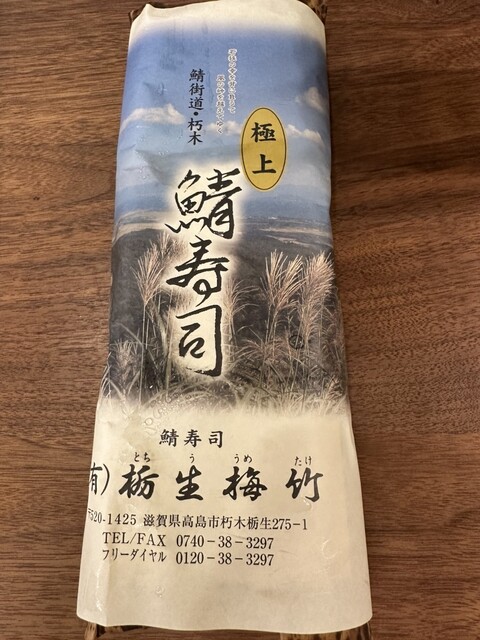 鯖街道・朽木
極上
鯖寿司
鯖寿司
有)栃生梅竹
とち う うめ たけ
〒520-1425 滋賀県高島市朽木栃生275-1
TEL/FAX 0740-38-3297
フリーダイヤル 0120-38-3297